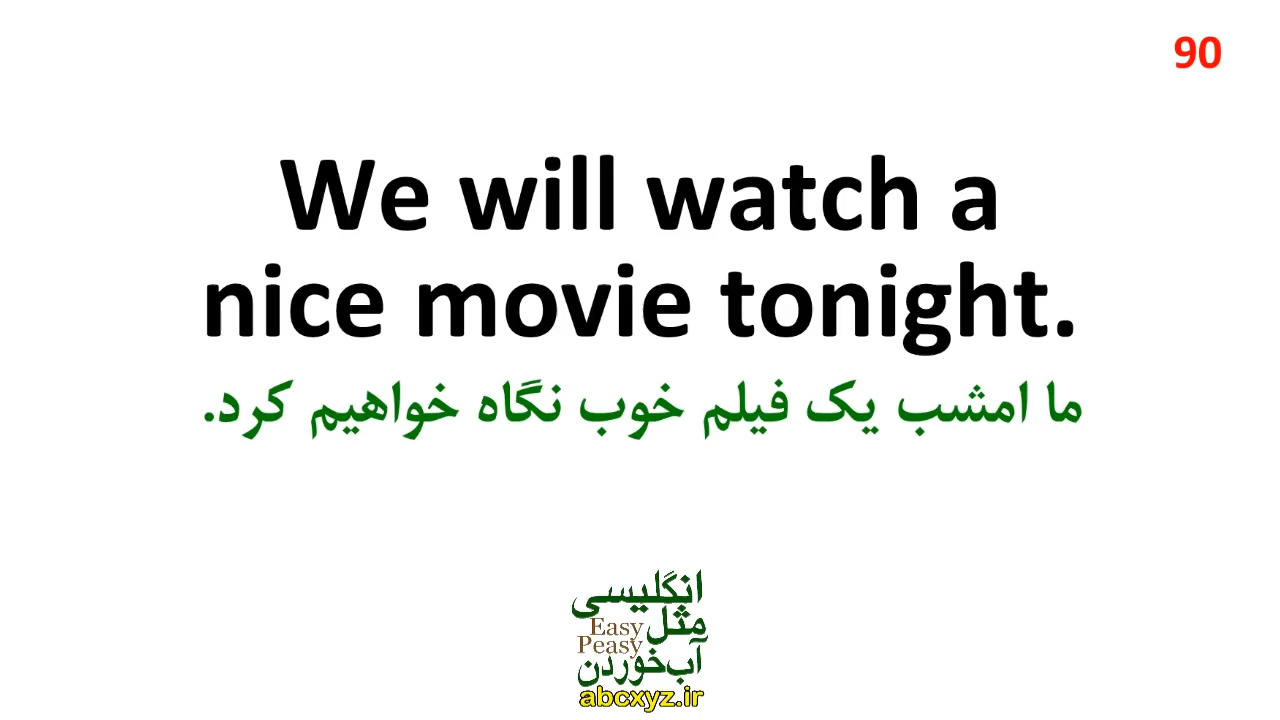 90
We will watch a
nice movie tonight.
ما امشب یک فیلم خوب نگاه خواهیم کرد.
انگلیسی
مثل
Easy
Peasy
آب‌خوردن
abcxyz.ir